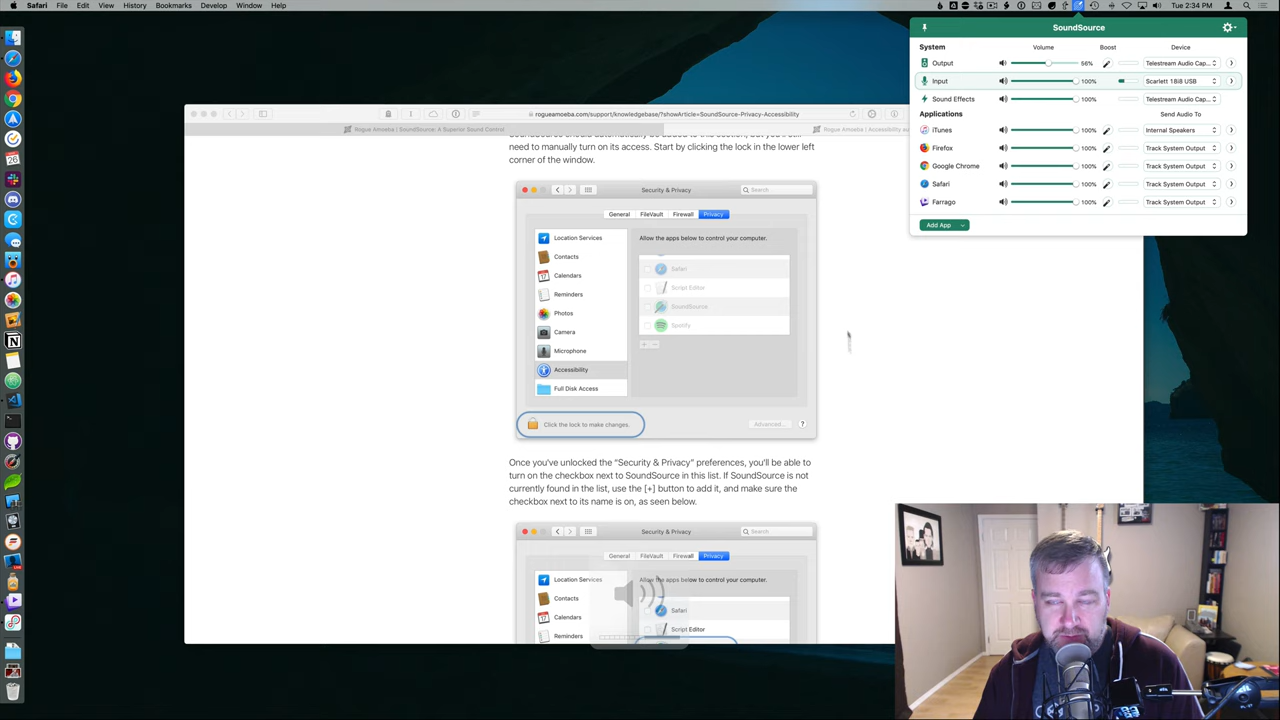 Safari File Edit View History Bookmarks Develop Window Help
Tue 2:34 PM
SoundSource
System Volume Boost Device
Output 56% Telestream Audio Cap...
Input 100% Scarlett 18i8 USB
Sound Effects 100% Telestream Audio Cap...
Applications Send Audio To
iTunes 100% Internal Speakers
Firefox 100% Track System Output
Google Chrome 100% Track System Output
Safari 100% Track System Output
Farrago 100% Track System Output
Add App
rogueamoeba.com/support/knowledgebase/?showArticle=SoundSource-Privacy-Accessibility
Rogue Amoeba | SoundSource: A Superior Sound Control
Rogue Amoeba | Accessibility au
need to manually turn on its access. Start by clicking the lock in the lower left
corner of the window.
Security & Privacy
Search
General FileVault Firewall Privacy
Location Services
Contacts
Calendars
Reminders
Photos
Camera
Microphone
Accessibility
Full Disk Access
Allow the apps below to control your computer.
Safari
Script Editor
SoundSource
Spotify
Click the lock to make changes.
Advanced...
?
Once you've unlocked the "Security & Privacy" preferences, you'll be able to
turn on the checkbox next to SoundSource in this list. If SoundSource is not
currently found in the list, use the [+] button to add it, and make sure the
checkbox next to its name is on, as seen below.
Security & Privacy
Search
General FileVault Firewall Privacy
Location Services
Contacts
Calendars
Reminders
Allow the apps below to control your computer.
Safari
Script Editor